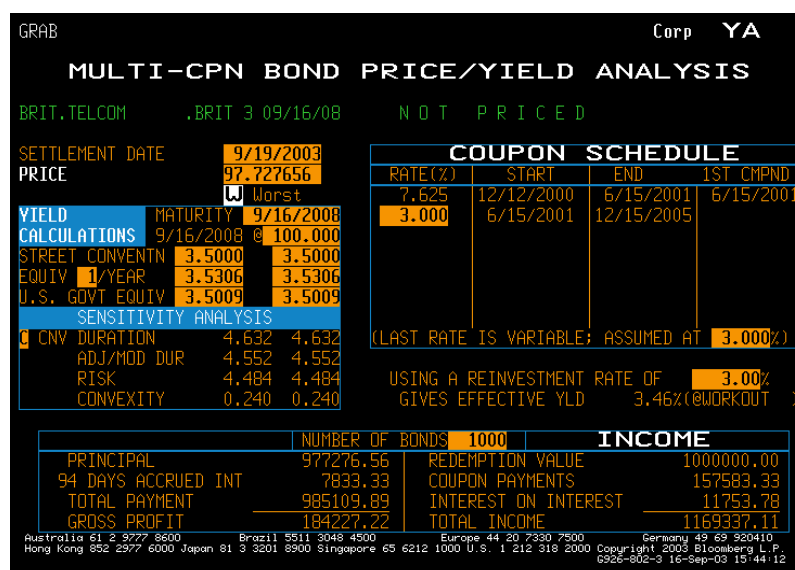 GRAB Corp YA
MULTI-CPN BOND PRICE/YIELD ANALYSIS
BRIT.TELCOM .BRIT 3 09/16/08 NOT PRICED
SETTLEMENT DATE 9/19/2003
PRICE 97.727656
W Worst
YIELD MATURITY 9/16/2008
CALCULATIONS 9/16/2008 @ 100.000
STREET CONVENTN 3.5000 3.5000
EQUIV 1/YEAR 3.5306 3.5306
U.S. GOVT EQUIV 3.5009 3.5009
SENSITIVITY ANALYSIS
C CNV DURATION 4.632 4.632
ADJ/MOD DUR 4.552 4.552
RISK 4.484 4.484
CONVEXITY 0.240 0.240
COUPON SCHEDULE
RATE(%) START END 1ST CMPND
7.625 12/12/2000 6/15/2001 6/15/2001
3.000 6/15/2001 12/15/2005
(LAST RATE IS VARIABLE; ASSUMED AT 3.000%)
USING A REINVESTMENT RATE OF 3.00%
GIVES EFFECTIVE YLD 3.46%(@WORKOUT )
NUMBER OF BONDS 1000 INCOME
PRINCIPAL 977276.56 REDEMPTION VALUE 1000000.00
94 DAYS ACCRUED INT 7833.33 COUPON PAYMENTS 157583.33
TOTAL PAYMENT 985109.89 INTEREST ON INTEREST 11753.78
GROSS PROFIT 184227.22 TOTAL INCOME 1169337.11
Australia 61 2 9777 8600 Brazil 5511 3048 4500 Europe 44 20 7330 7500 Germany 49 69 920410
Hong Kong 852 2977 6000 Japan 81 3 3201 8900 Singapore 65 6212 1000 U.S. 1 212 318 2000 Copyright 2003 Bloomberg L.P.
G926-802-3 16-Sep-03 15:44:12